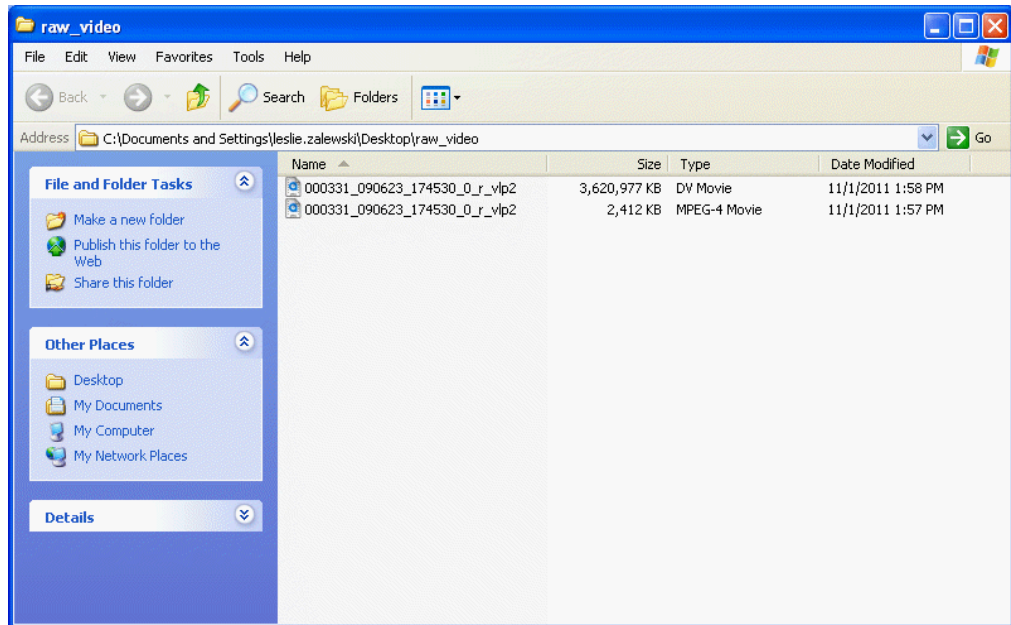 raw_video
File Edit View Favorites Tools Help
Back Search Folders
Address C:\Documents and Settings\leslie.zalewski\Desktop\raw_video Go
File and Folder Tasks
Make a new folder
Publish this folder to the
Web
Share this folder
Other Places
Desktop
My Documents
My Computer
My Network Places
Details
Name Size Type Date Modified
000331_090623_174530_0_r_vlp2 3,620,977 KB DV Movie 11/1/2011 1:58 PM
000331_090623_174530_0_r_vlp2 2,412 KB MPEG-4 Movie 11/1/2011 1:57 PM